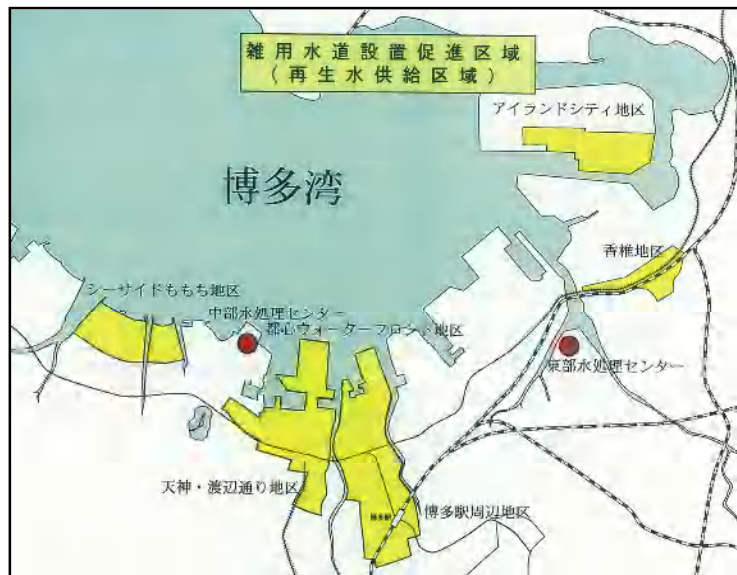 雑用水道設置促進区域
（再生水供給区域）
アイランドシティ地区
博多湾
香椎地区
シーサイドももち地区
中部水処理センター
都心ウォーターフロント地区
東部水処理センター
天神・渡辺通り地区
博多駅
博多駅周辺地区